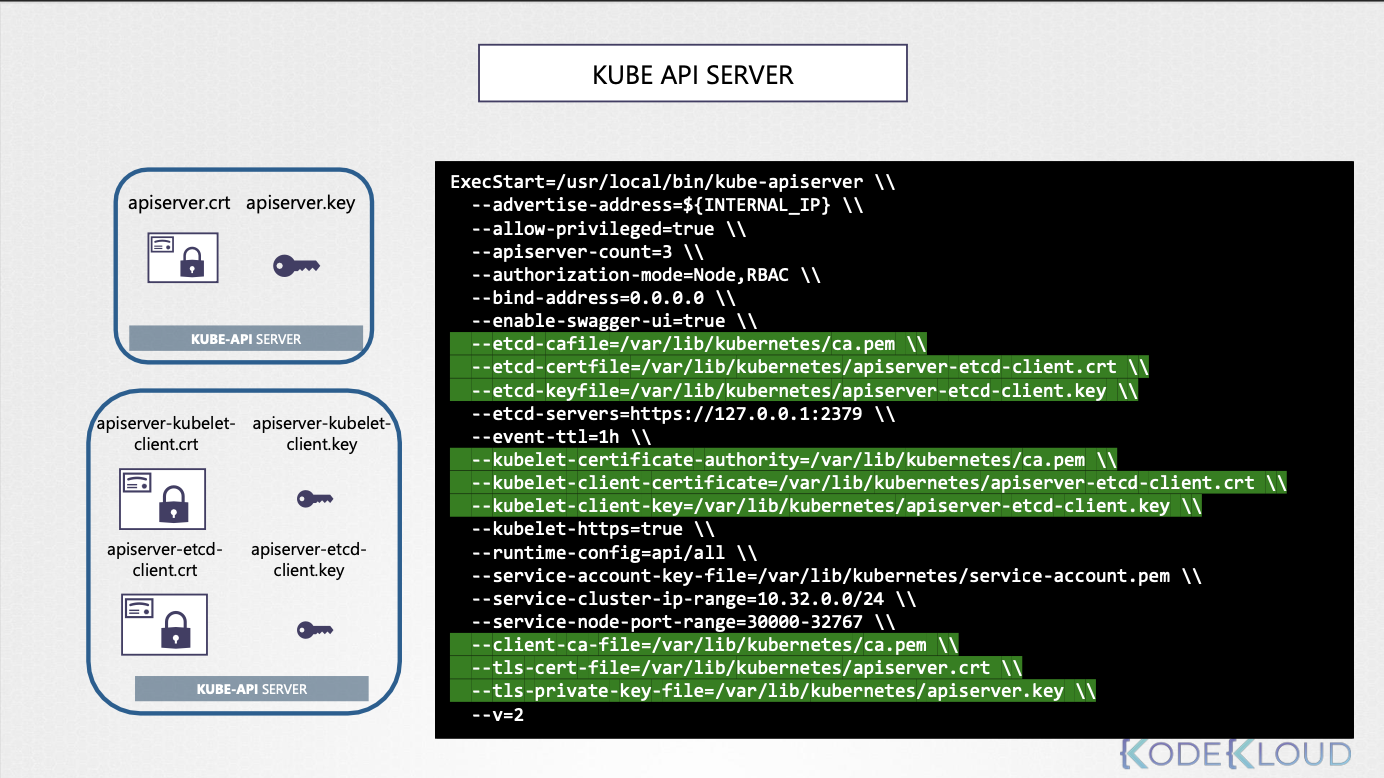 KUBE API SERVER
apiserver.crt apiserver.key
KUBE-API SERVER
apiserver-kubelet-
client.crt
apiserver-kubelet-
client.key
apiserver-etcd-
client.crt
apiserver-etcd-
client.key
KUBE-API SERVER
ExecStart=/usr/local/bin/kube-apiserver \\
--advertise-address=${INTERNAL_IP} \\
--allow-privileged=true \\
--apiserver-count=3 \\
--authorization-mode=Node,RBAC \\
--bind-address=0.0.0.0 \\
--enable-swagger-ui=true \\
--etcd-cafile=/var/lib/kubernetes/ca.pem \\
--etcd-certfile=/var/lib/kubernetes/apiserver-etcd-client.crt \\
--etcd-keyfile=/var/lib/kubernetes/apiserver-etcd-client.key \\
--etcd-servers=https://127.0.0.1:2379 \\
--event-ttl=1h \\
--kubelet-certificate-authority=/var/lib/kubernetes/ca.pem \\
--kubelet-client-certificate=/var/lib/kubernetes/apiserver-etcd-client.crt \\
--kubelet-client-key=/var/lib/kubernetes/apiserver-etcd-client.key \\
--kubelet-https=true \\
--runtime-config=api/all \\
--service-account-key-file=/var/lib/kubernetes/service-account.pem \\
--service-cluster-ip-range=10.32.0.0/24 \\
--service-node-port-range=30000-32767 \\
--client-ca-file=/var/lib/kubernetes/ca.pem \\
--tls-cert-file=/var/lib/kubernetes/apiserver.crt \\
--tls-private-key-file=/var/lib/kubernetes/apiserver.key \\
--v=2
KODEKLOUD